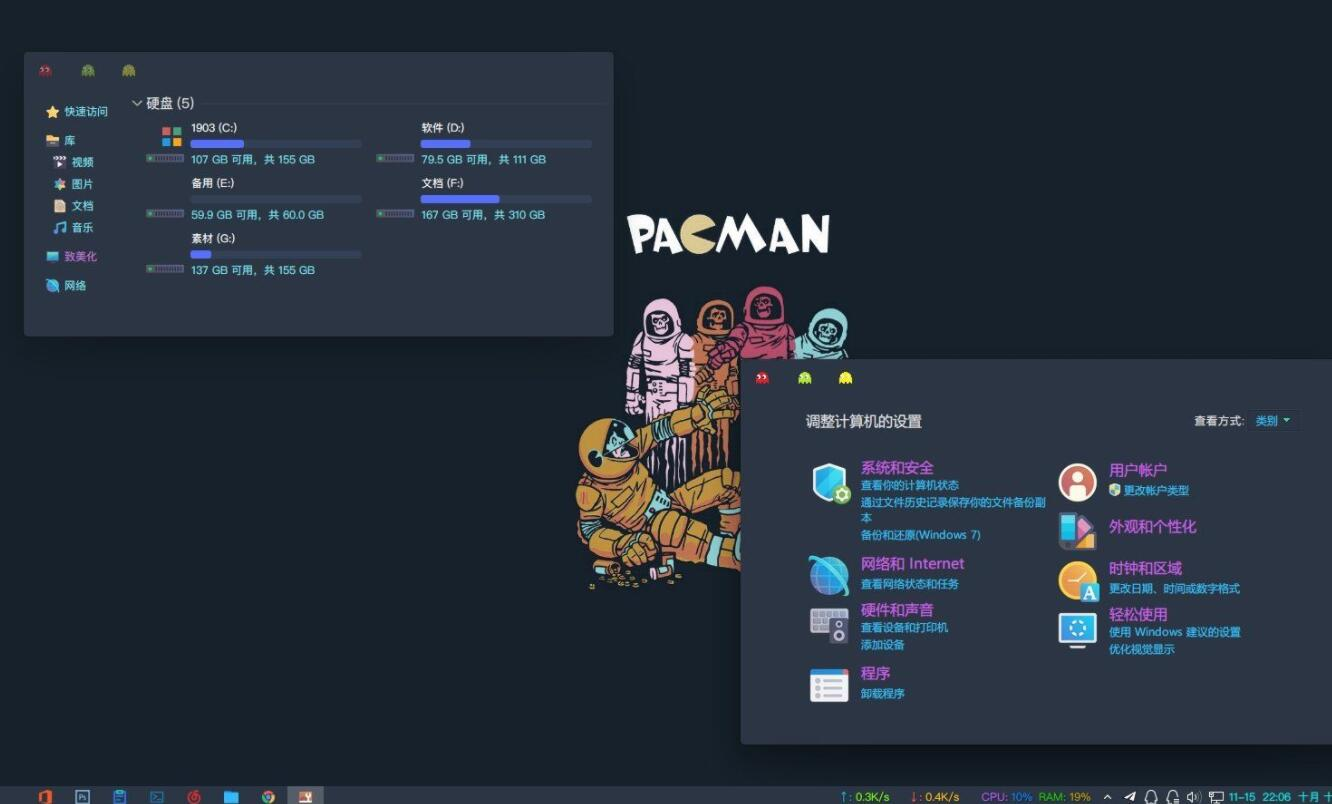 快速访问
库
视频
图片
文档
音乐
致美化
网络
硬盘 (5)
1903 (C:)
107 GB 可用，共 155 GB
软件 (D:)
79.5 GB 可用，共 111 GB
备用 (E:)
59.9 GB 可用，共 60.0 GB
文档 (F:)
167 GB 可用，共 310 GB
素材 (G:)
137 GB 可用，共 155 GB
PACMAN
调整计算机的设置
查看方式: 类别
系统和安全
查看你的计算机状态
通过文件历史记录保存你的文件备份副
本
备份和还原(Windows 7)
网络和 Internet
查看网络状态和任务
硬件和声音
查看设备和打印机
添加设备
程序
卸载程序
用户帐户
更改帐户类型
外观和个性化
时钟和区域
更改日期、时间或数字格式
轻松使用
使用 Windows 建议的设置
优化视觉显示
Ps
↑: 0.3K/s ↓: 0.4K/s CPU: 10% RAM: 19% 11-15 22:06 十月 十